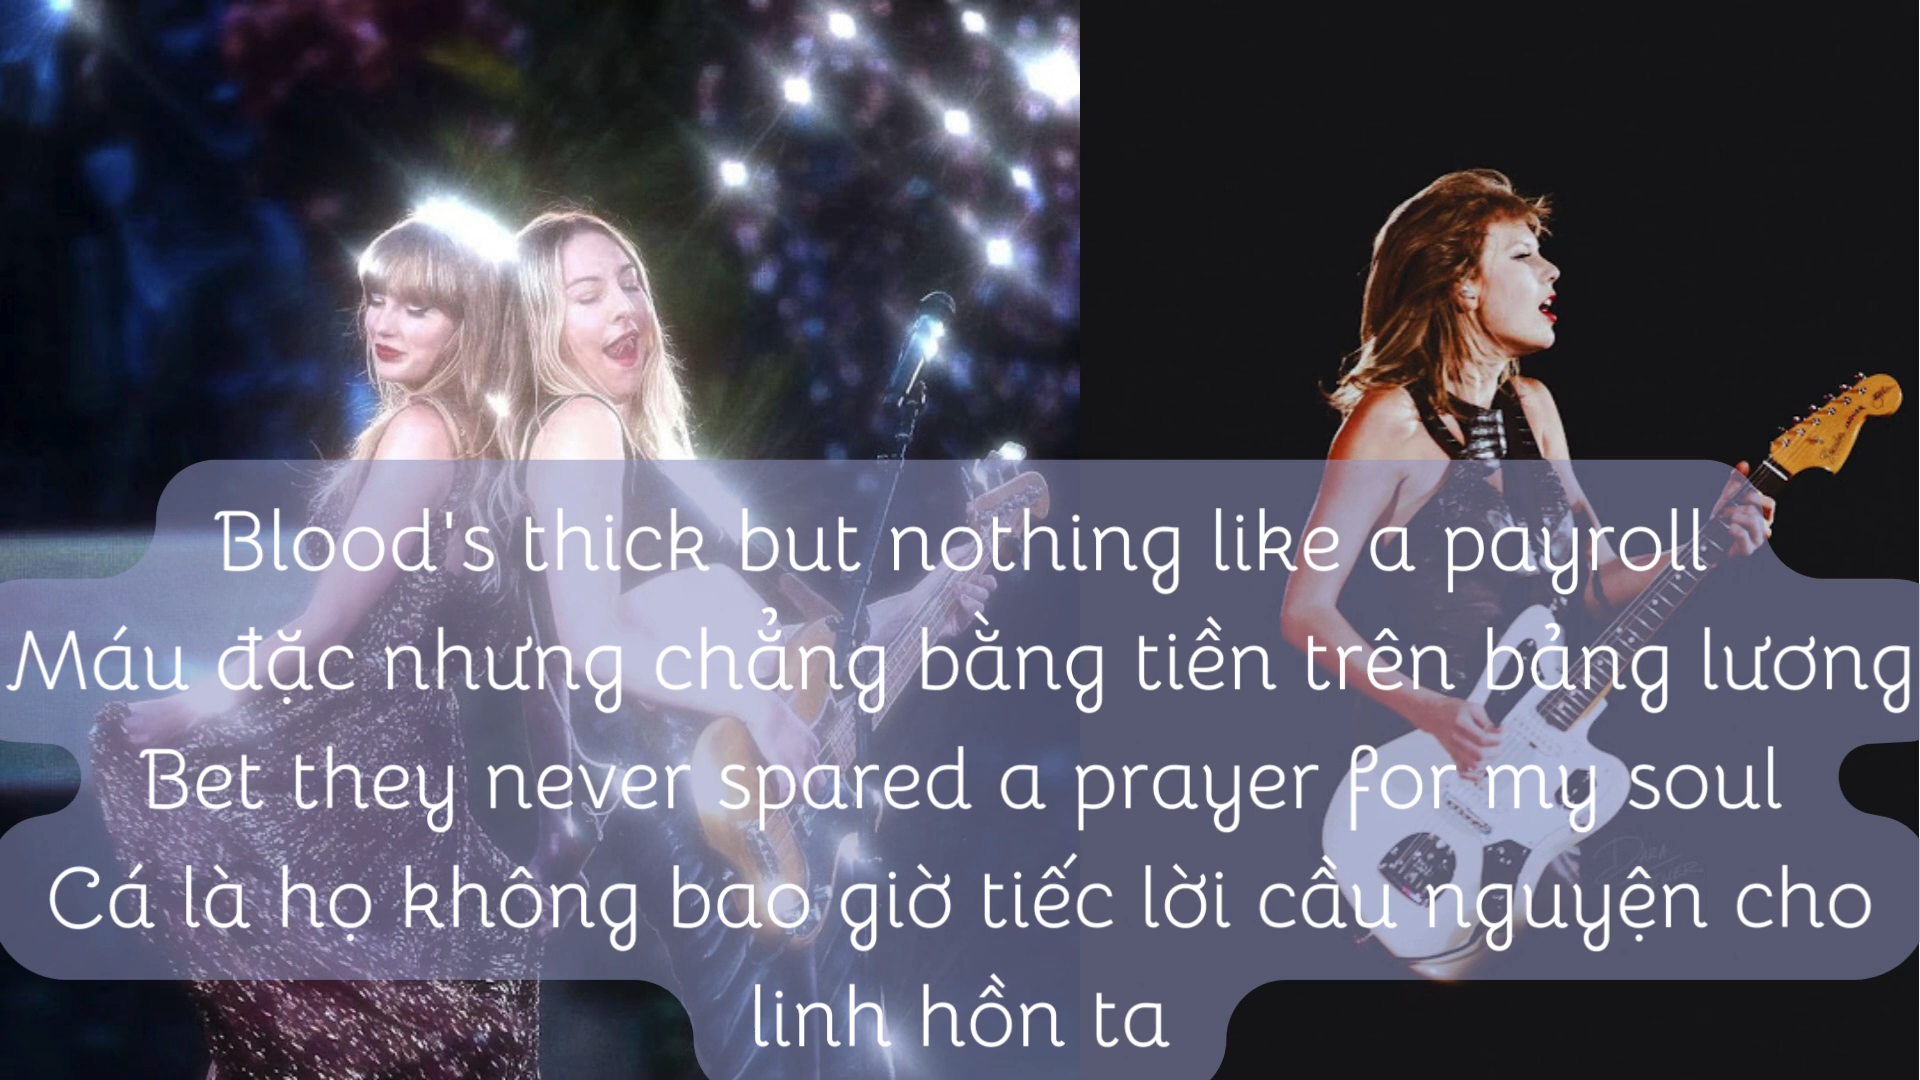 Blood's thick but nothing like a payroll
Máu đặc nhưng chẳng bằng tiền trên bảng lương
Bet they never spared a prayer for my soul
Cá là họ không bao giờ tiếc lời cầu nguyện cho
linh hồn ta